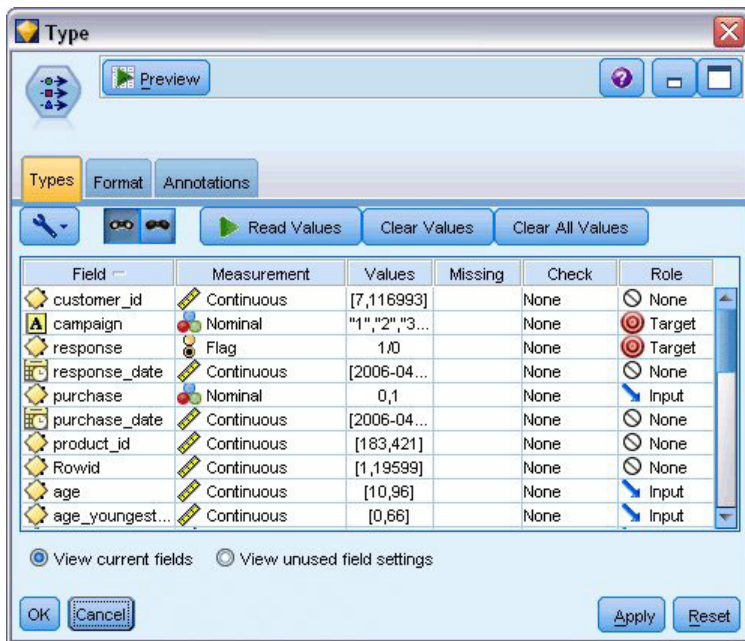 Type
Preview
Types Format Annotations
Read Values Clear Values Clear All Values
Field Measurement Values Missing Check Role
customer_id Continuous [7,116993] None None
A campaign Nominal "1","2","3... None Target
response Flag 1/0 None Target
response_date Continuous [2006-04... None None
purchase Nominal 0,1 None Input
purchase_date Continuous [2006-04... None None
product_id Continuous [183,421] None None
Rowid Continuous [1,19599] None None
age Continuous [10,96] None Input
age_youngest... Continuous [0,66] None Input
View current fields View unused field settings
OK Cancel Apply Reset